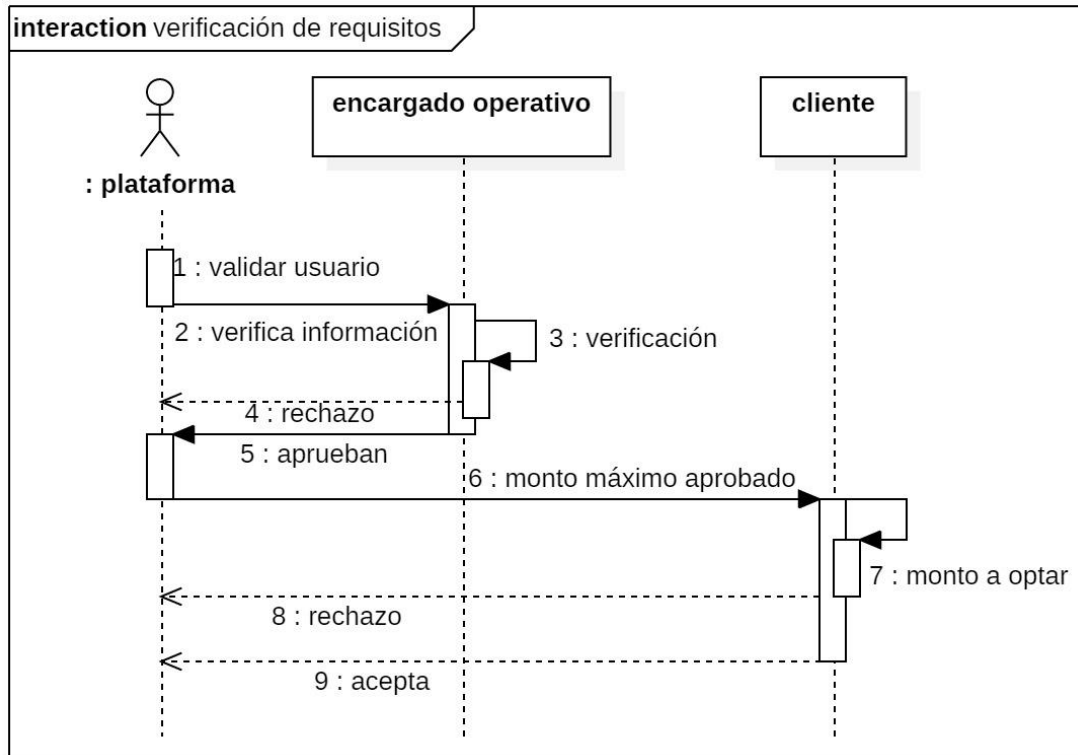 interaction verificación de requisitos
encargado operativo
cliente
: plataforma
1 : validar usuario
2 : verifica información
3 : verificación
4 : rechazo
5 : aprueban
6 : monto máximo aprobado
7 : monto a optar
8 : rechazo
9 : acepta